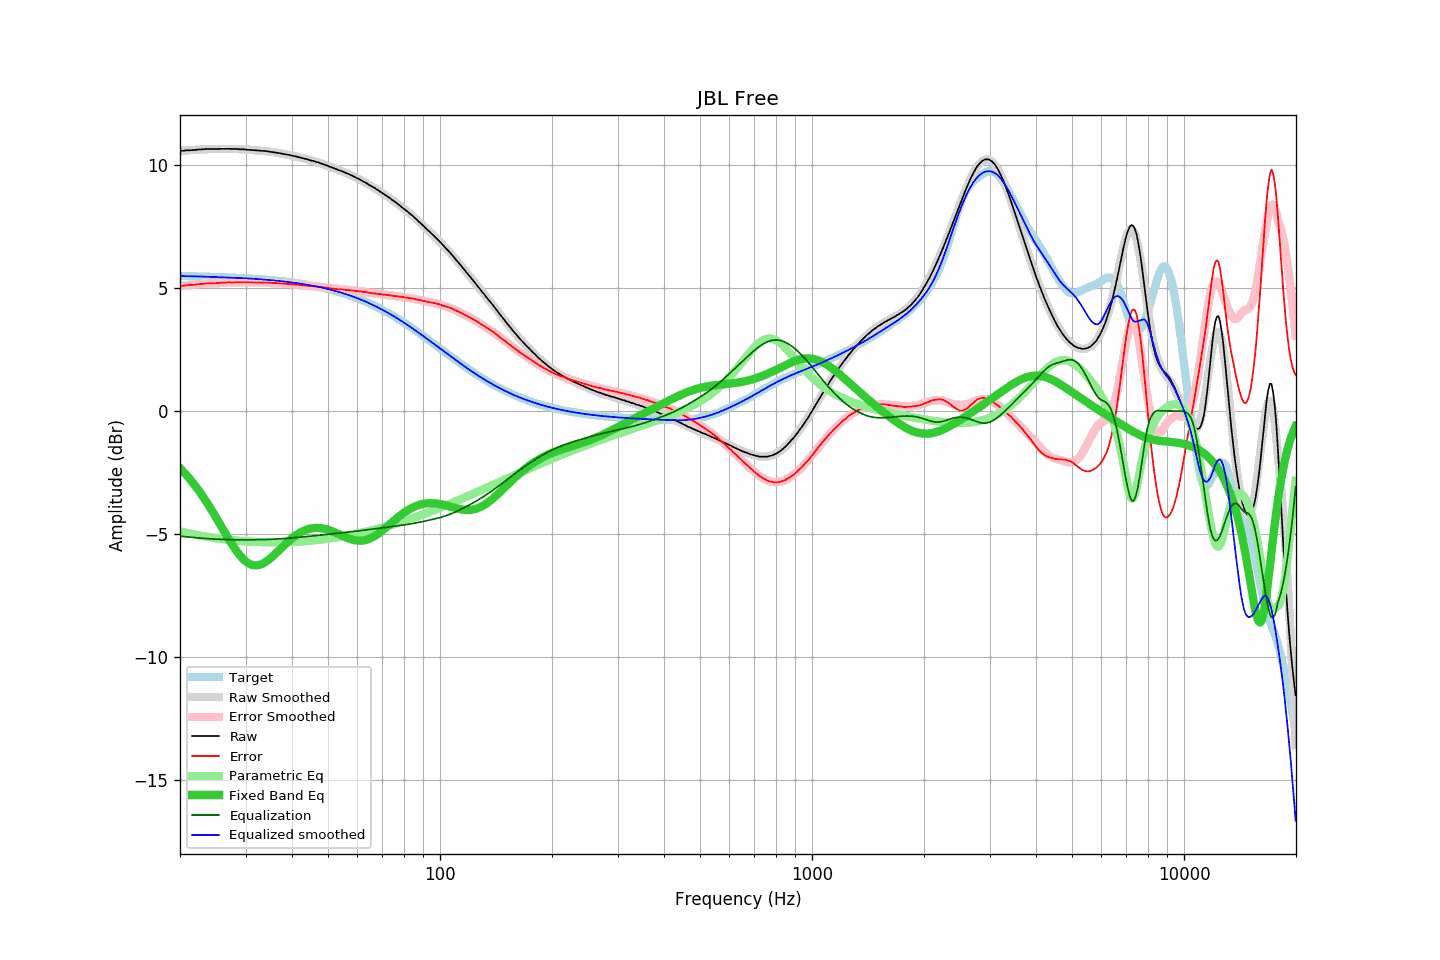 JBL Free
Amplitude (dBr)
10
5
0
−5
−10
−15
Target
Raw Smoothed
Error Smoothed
Raw
Error
Parametric Eq
Fixed Band Eq
Equalization
Equalized smoothed
100 1000 10000
Frequency (Hz)